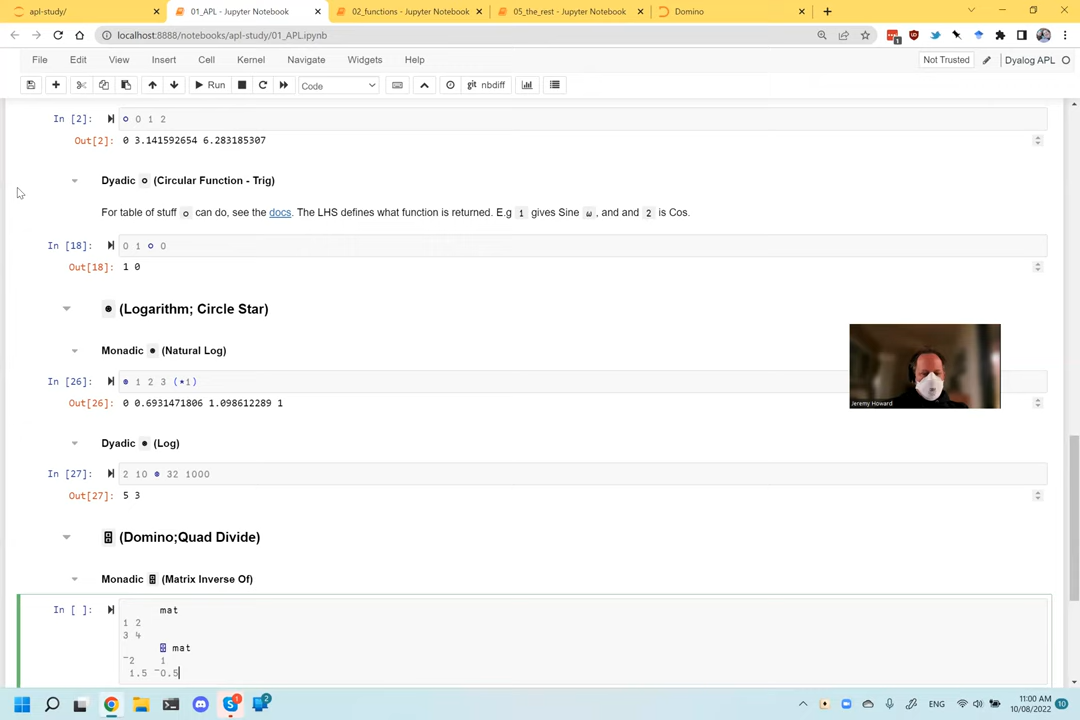 apl-study/
01_APL - Jupyter Notebook
02_functions - Jupyter Notebook
05_the_rest - Jupyter Notebook
Domino
localhost:8888/notebooks/apl-study/01_APL.ipynb
1
File Edit View Insert Cell Kernel Navigate Widgets Help
Not Trusted
Dyalog APL
Run
Code
git nbdiff
In [2]: ○ 0 1 2
Out[2]: 0 3.141592654 6.283185307
Dyadic ○ (Circular Function - Trig)
For table of stuff ○ can do, see the docs. The LHS defines what function is returned. E.g 1 gives Sine ω, and and 2 is Cos.
In [18]: 0 1 ○ 0
Out[18]: 1 0
⍟ (Logarithm; Circle Star)
Monadic ⍟ (Natural Log)
In [26]: ⍟ 1 2 3 (⋆1)
Out[26]: 0 0.6931471806 1.098612289 1
Dyadic ⍟ (Log)
In [27]: 2 10 ⍟ 32 1000
Out[27]: 5 3
⌹ (Domino;Quad Divide)
Monadic ⌹ (Matrix Inverse Of)
In [ ]: mat
1 2
3 4
⌹ mat
¯2 1
1.5 ¯0.5
Jeremy Howard
1
2
ENG
11:00 AM
10/08/2022
10